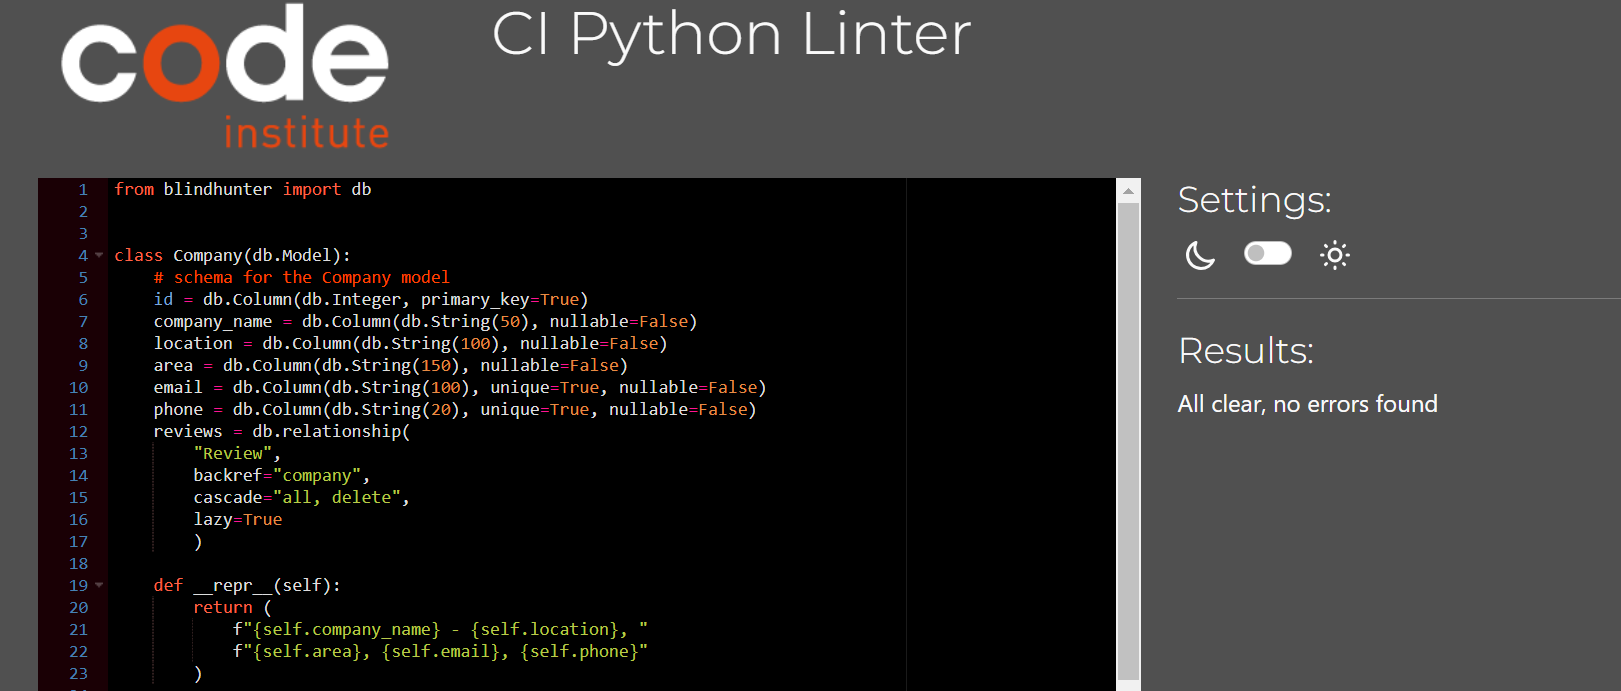 code
institute
CI Python Linter
1 from blindhunter import db
2
3
4 class Company(db.Model):
5     # schema for the Company model
6     id = db.Column(db.Integer, primary_key=True)
7     company_name = db.Column(db.String(50), nullable=False)
8     location = db.Column(db.String(100), nullable=False)
9     area = db.Column(db.String(150), nullable=False)
10     email = db.Column(db.String(100), unique=True, nullable=False)
11     phone = db.Column(db.String(20), unique=True, nullable=False)
12     reviews = db.relationship(
13         "Review",
14         backref="company",
15         cascade="all, delete",
16         lazy=True
17         )
18
19     def __repr__(self):
20         return (
21             f"{self.company_name} - {self.location}, "
22             f"{self.area}, {self.email}, {self.phone}"
23         )
Settings:
Results:
All clear, no errors found